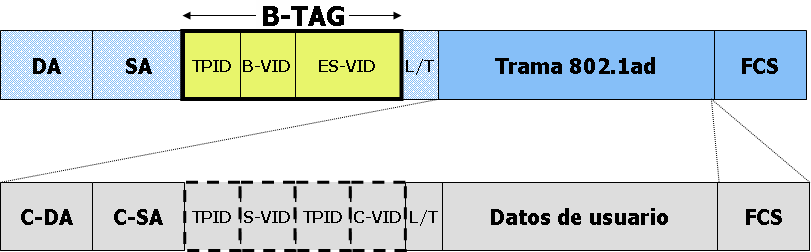 B-TAG
DA SA TPID B-VID ES-VID L/T Trama 802.1ad FCS
C-DA C-SA TPID S-VID TPID C-VID L/T Datos de usuario FCS